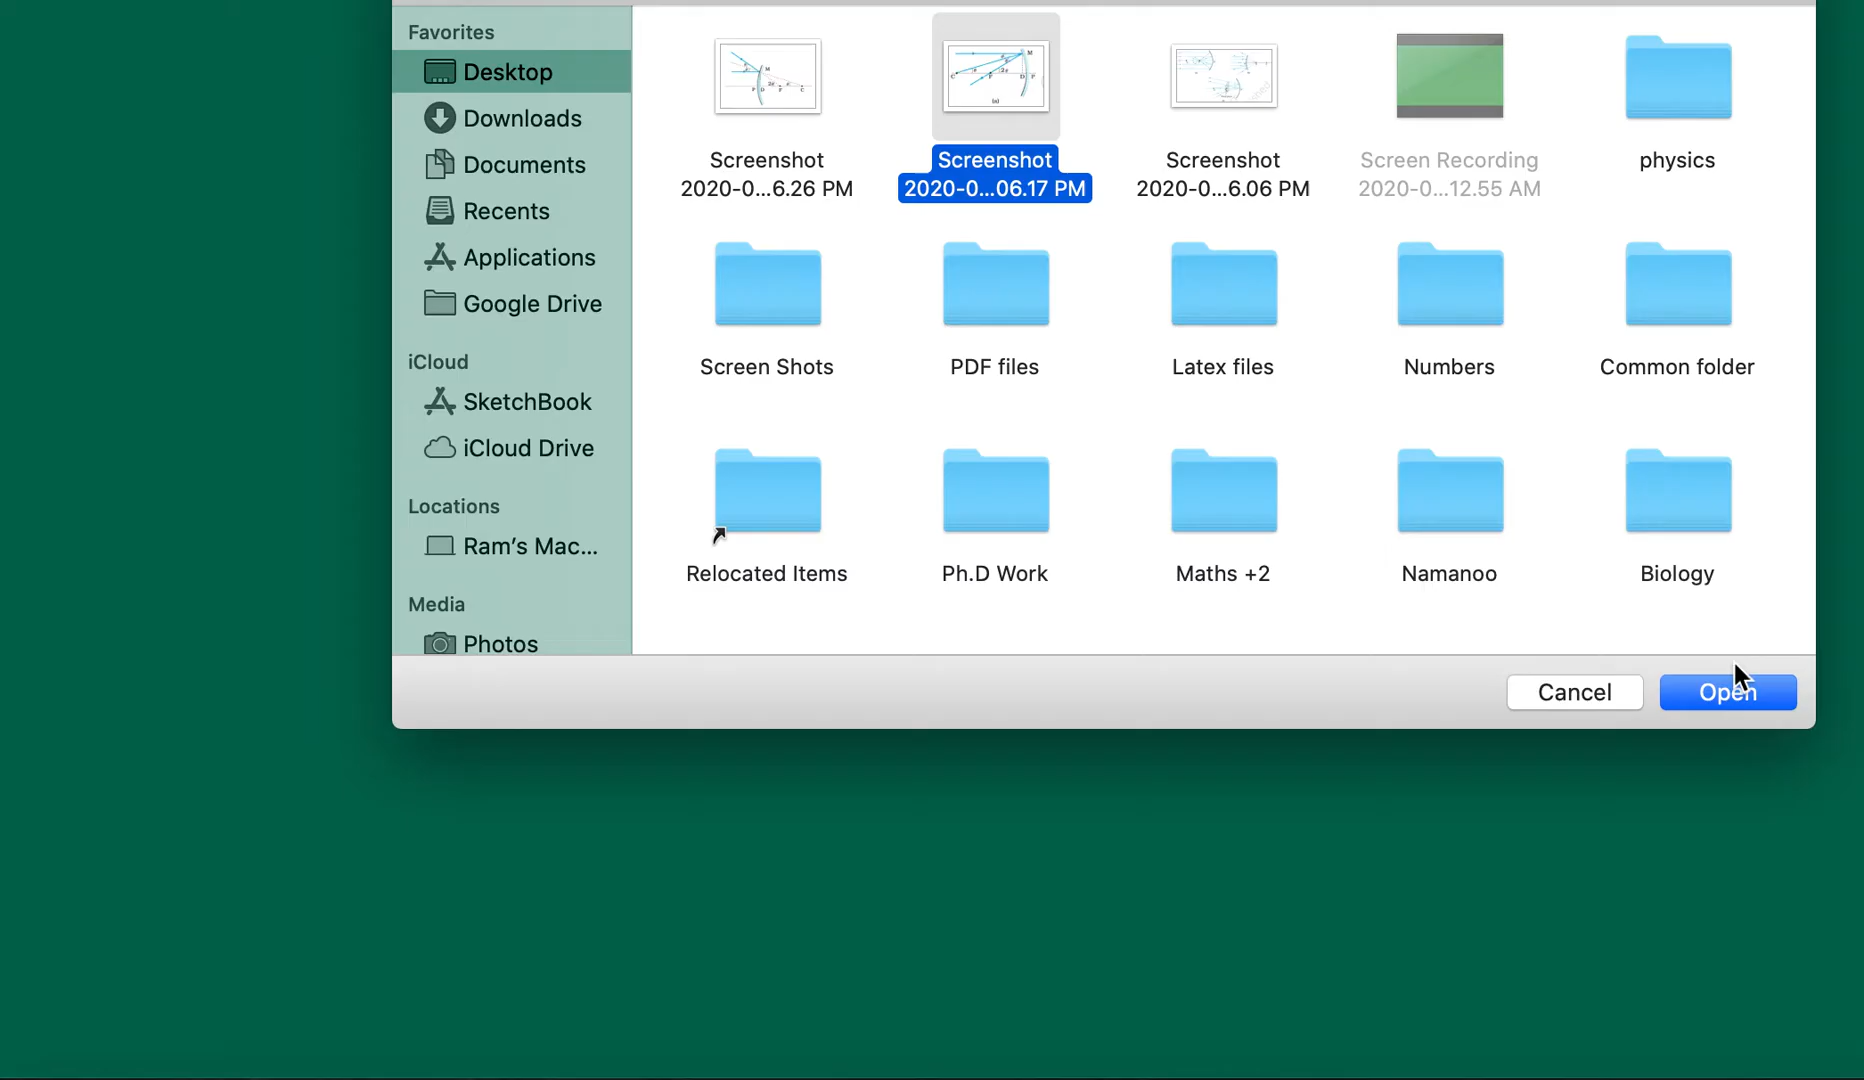 Favorites
Desktop
Downloads
Documents
Recents
Applications
Google Drive
iCloud
SketchBook
iCloud Drive
Locations
Ram's Mac...
Media
Photos
Screenshot
2020-0...6.26 PM
Screenshot
2020-0...06.17 PM
Screenshot
2020-0...6.06 PM
Screen Recording
2020-0...12.55 AM
physics
Screen Shots
PDF files
Latex files
Numbers
Common folder
Relocated Items
Ph.D Work
Maths +2
Namanoo
Biology
Cancel
Open